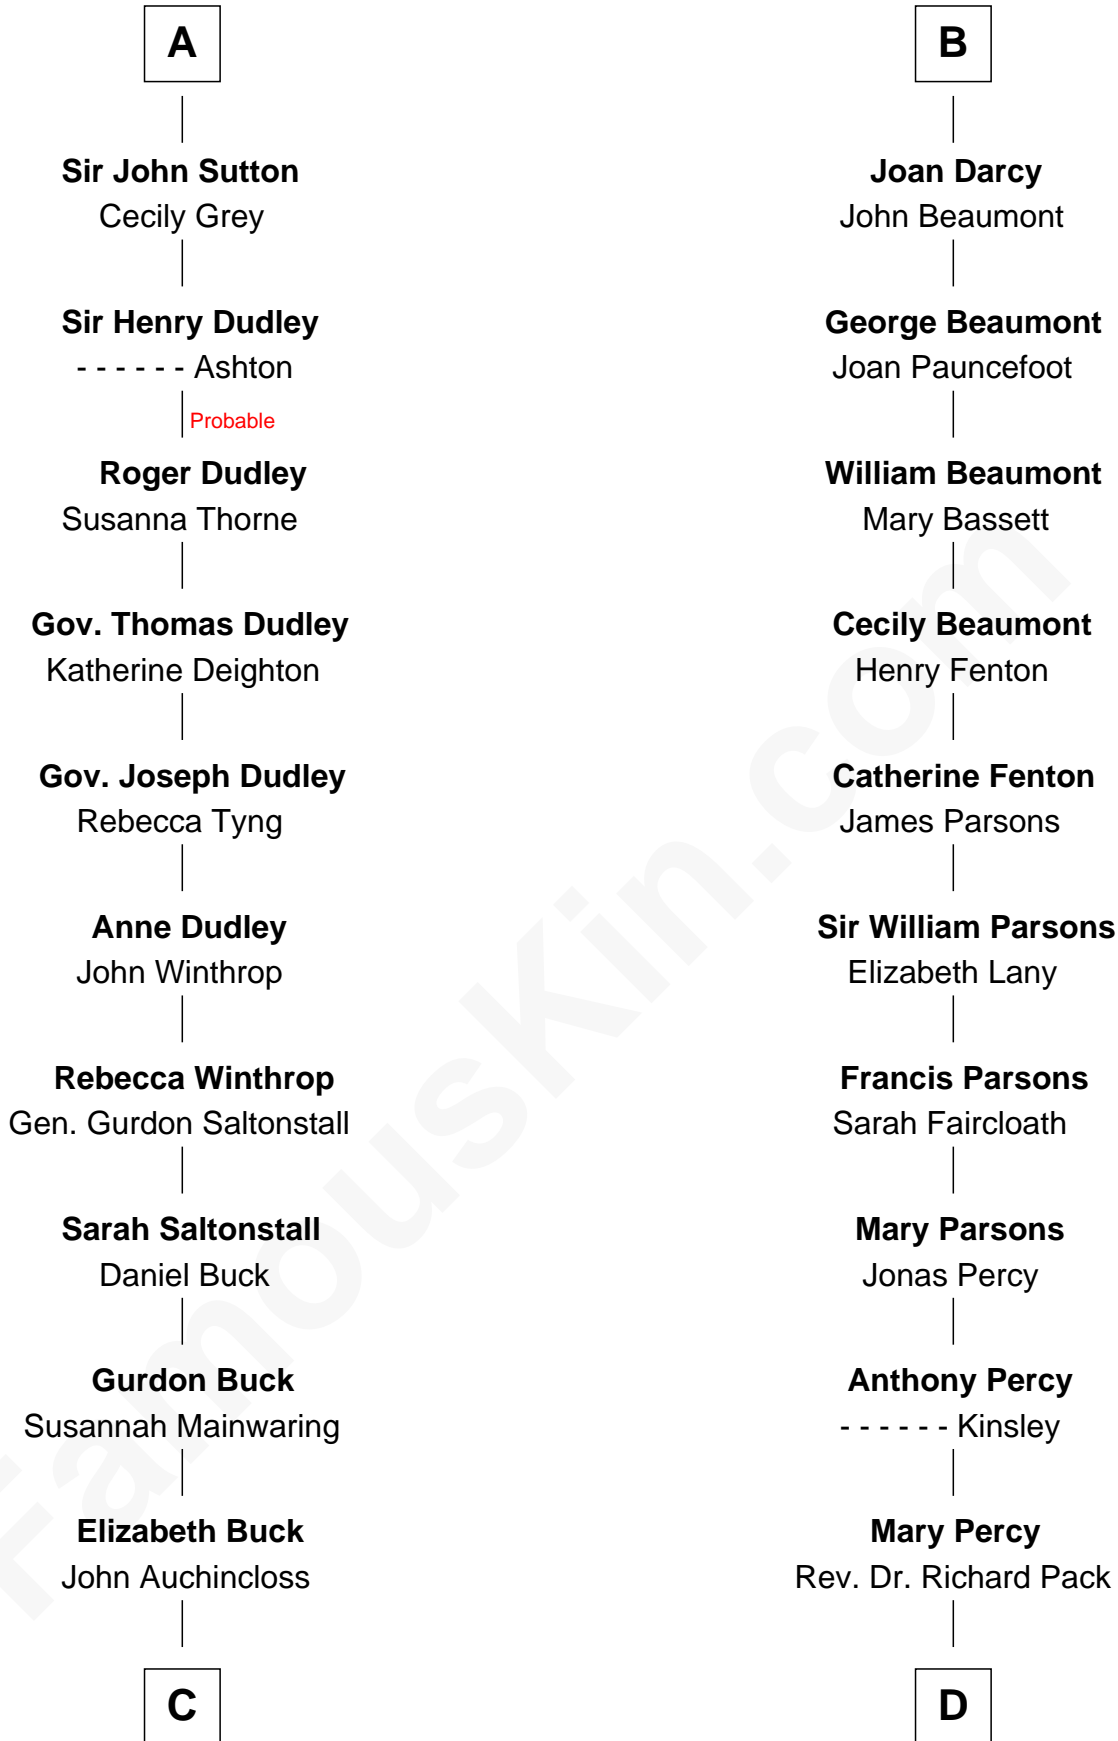 A
Sir John Sutton
Cecily Grey
Sir Henry Dudley
- - - - - - Ashton
Probable
Roger Dudley
Susanna Thorne
Gov. Thomas Dudley
Katherine Deighton
Gov. Joseph Dudley
Rebecca Tyng
Anne Dudley
John Winthrop
Rebecca Winthrop
Gen. Gurdon Saltonstall
Sarah Saltonstall
Daniel Buck
Gurdon Buck
Susannah Mainwaring
Elizabeth Buck
John Auchincloss
C
B
Joan Darcy
John Beaumont
George Beaumont
Joan Pauncefoot
William Beaumont
Mary Bassett
Cecily Beaumont
Henry Fenton
Catherine Fenton
James Parsons
Sir William Parsons
Elizabeth Lany
Francis Parsons
Sarah Faircloath
Mary Parsons
Jonas Percy
Anthony Percy
- - - - - - Kinsley
Mary Percy
Rev. Dr. Richard Pack
D
FamousKin.com